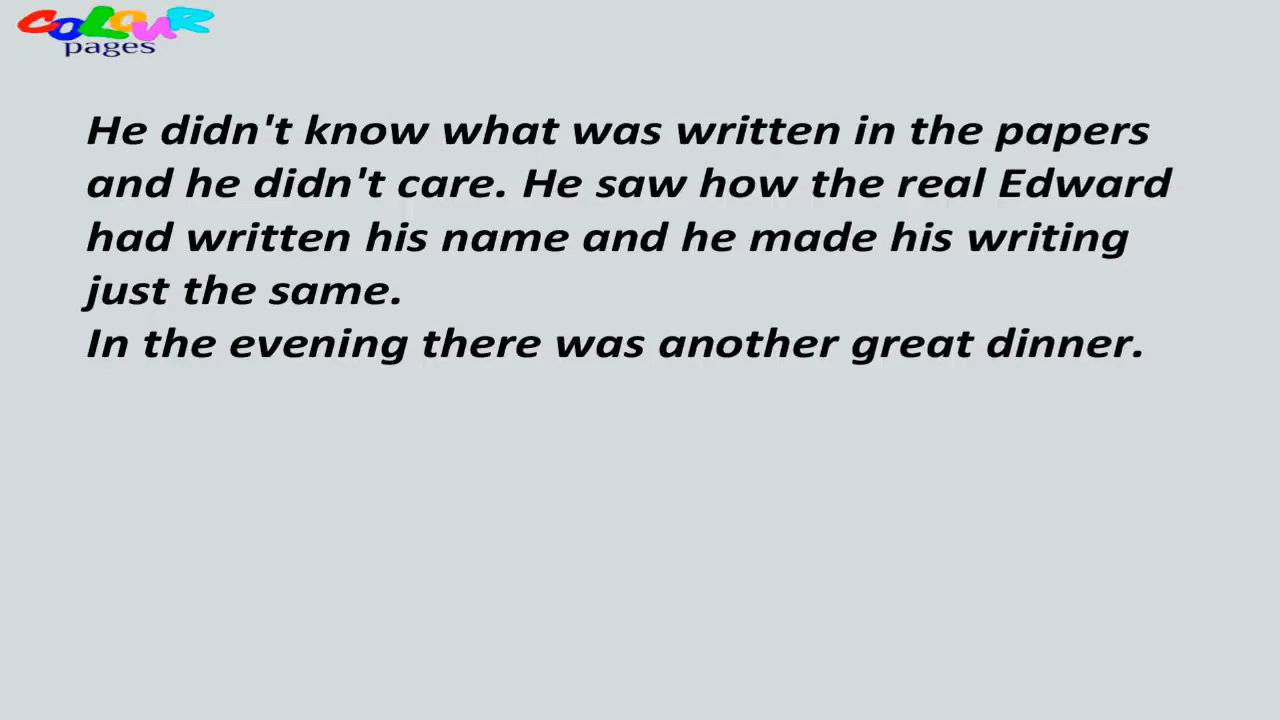 COLOUR
pages
He didn't know what was written in the papers
and he didn't care. He saw how the real Edward
had written his name and he made his writing
just the same.
In the evening there was another great dinner.